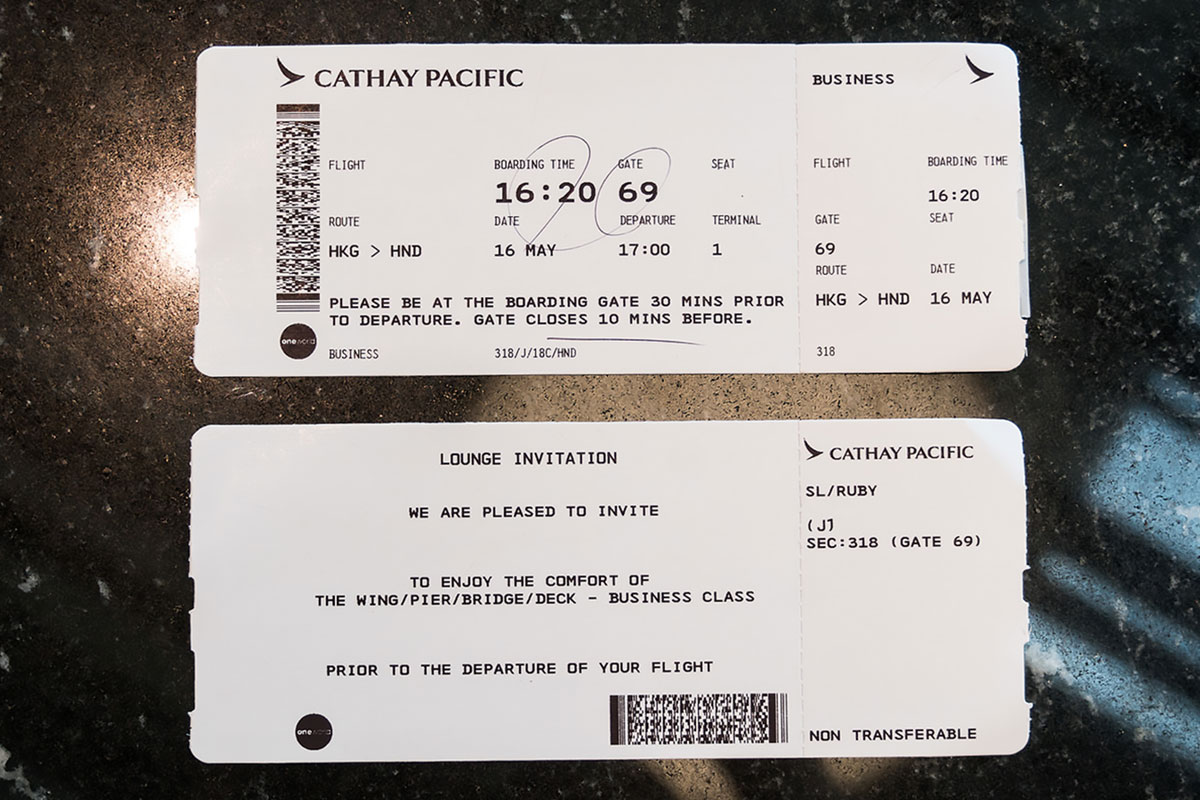 CATHAY PACIFIC
FLIGHT BOARDING TIME GATE SEAT
16:20 69
ROUTE DATE DEPARTURE TERMINAL
HKG > HND 16 MAY 17:00 1
PLEASE BE AT THE BOARDING GATE 30 MINS PRIOR
TO DEPARTURE. GATE CLOSES 10 MINS BEFORE.
oneworld
BUSINESS 318/J/18C/HND
BUSINESS
FLIGHT BOARDING TIME
16:20
GATE SEAT
69
ROUTE DATE
HKG > HND 16 MAY
318
LOUNGE INVITATION
WE ARE PLEASED TO INVITE
TO ENJOY THE COMFORT OF
THE WING/PIER/BRIDGE/DECK - BUSINESS CLASS
PRIOR TO THE DEPARTURE OF YOUR FLIGHT
oneworld
CATHAY PACIFIC
SL/RUBY
(J)
SEC:318 (GATE 69)
NON TRANSFERABLE